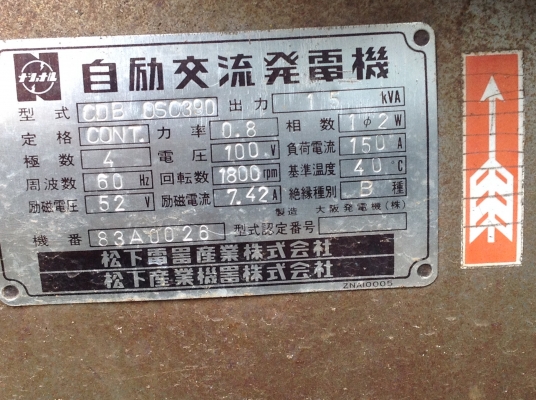 ナショナル
自励交流発電機
型式 CDB 0SC390 出力 15 kVA
定格 CONT. 力率 0.8 相数 1φ2W
極数 4 電圧 100 V 負荷電流 150 A
周波数 60 Hz 回転数 1800 rpm 基準温度 40 ℃
励磁電圧 52 V 励磁電流 7.42 A 絶縁種別 B 種
製造 大阪発電機(株)
機番 83A0026 型式認定番号
松下電器産業株式会社
松下産業機器株式会社
ZNA10005